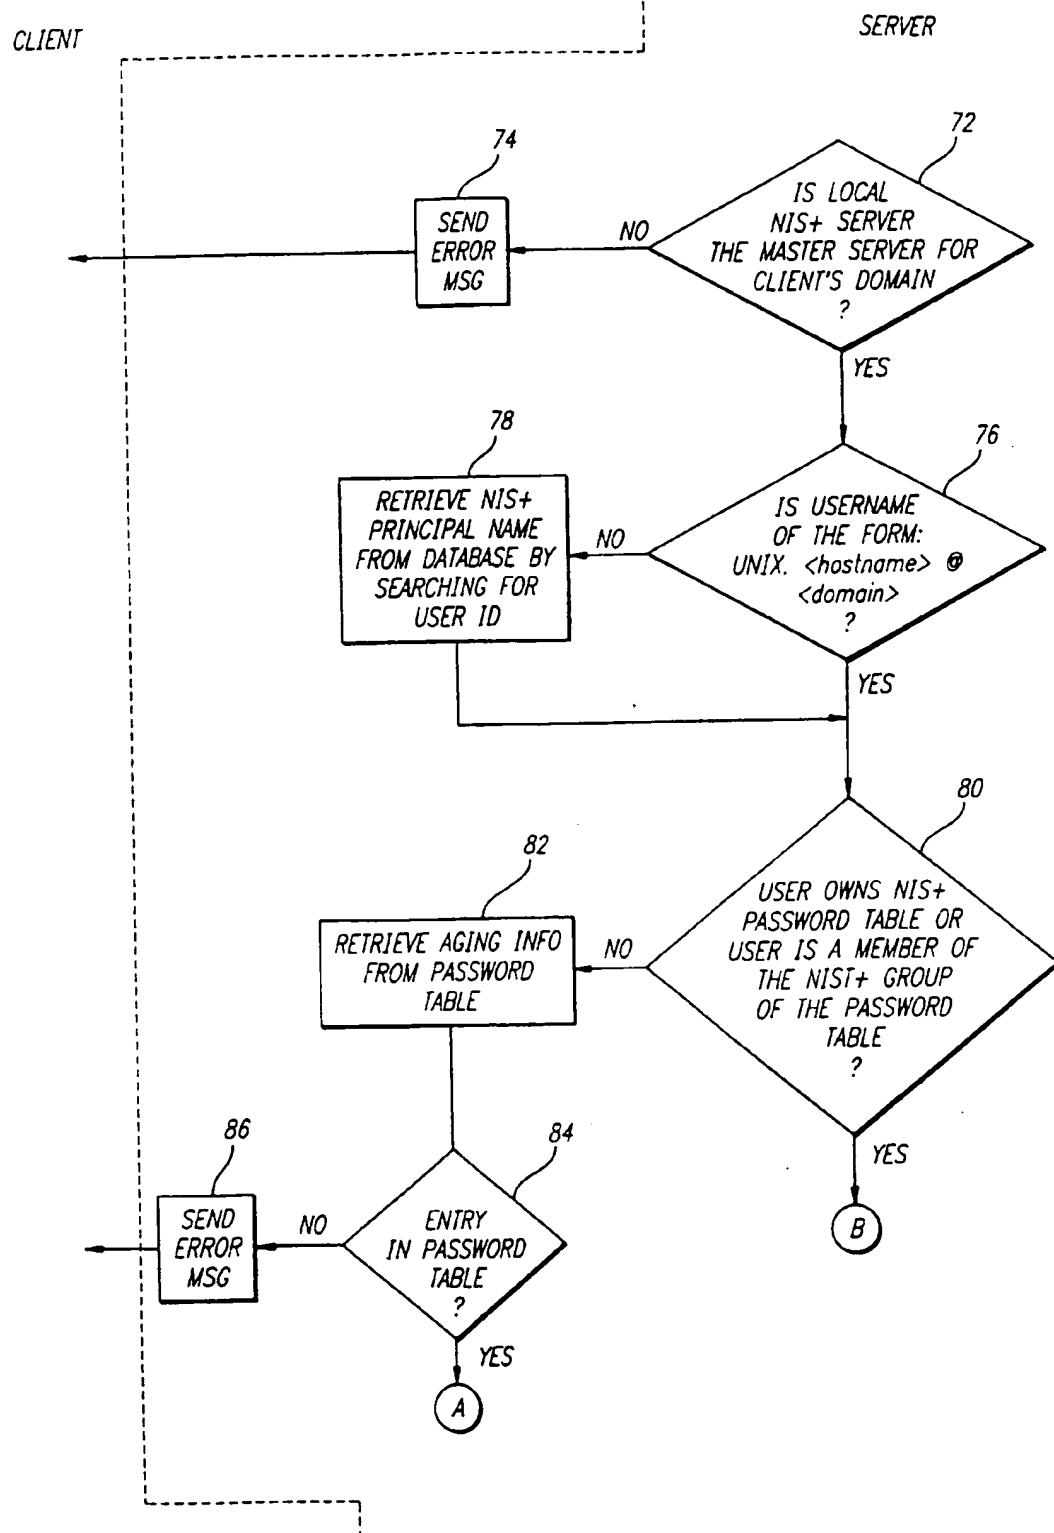 CLIENT
SERVER
74
72
SEND
ERROR
MSG
NO
IS LOCAL
NIS+ SERVER
THE MASTER SERVER FOR
CLIENT'S DOMAIN
?
YES
78
76
RETRIEVE NIS+
PRINCIPAL NAME
FROM DATABASE BY
SEARCHING FOR
USER ID
NO
IS USERNAME
OF THE FORM:
UNIX. <hostname> @
<domain>
?
YES
80
82
RETRIEVE AGING INFO
FROM PASSWORD
TABLE
NO
USER OWNS NIS+
PASSWORD TABLE OR
USER IS A MEMBER OF
THE NIST+ GROUP
OF THE PASSWORD
TABLE
?
YES
B
86
84
SEND
ERROR
MSG
NO
ENTRY
IN PASSWORD
TABLE
?
YES
A